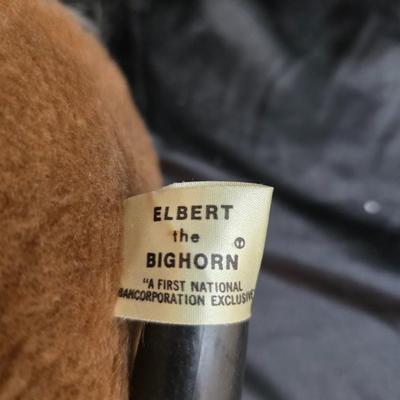 ELBERT
the
BIGHORN
"A FIRST NATIONAL
BANCORPORATION EXCLUSIVE